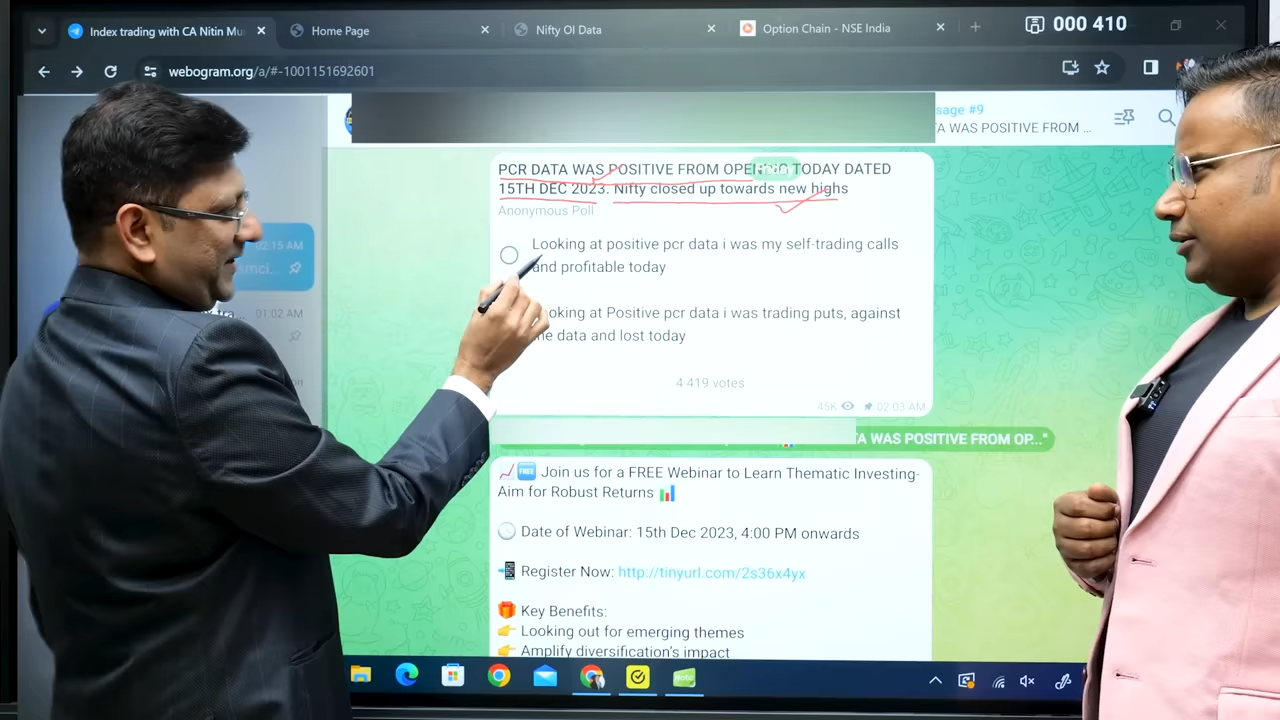 Index trading with CA Nitin Mu
Home Page
Nifty OI Data
Option Chain - NSE India
000 410
webogram.org/a/#-1001151692601
sage #9
A WAS POSITIVE FROM ...
PCR DATA WAS POSITIVE FROM OPENING TODAY DATED
15TH DEC 2023. Nifty closed up towards new highs
Anonymous Poll
02:15 AM
smci...
Looking at positive pcr data i was my self-trading calls
and profitable today
01:02 AM
ooking at Positive pcr data i was trading puts, against
he data and lost today
4 419 votes
45K
02:03 AM
A WAS POSITIVE FROM OP..."
FREE Join us for a FREE Webinar to Learn Thematic Investing-
Aim for Robust Returns
Date of Webinar: 15th Dec 2023, 4:00 PM onwards
Register Now: http://tinyurl.com/2s36x4yx
Key Benefits:
Looking out for emerging themes
Amplify diversification's impact